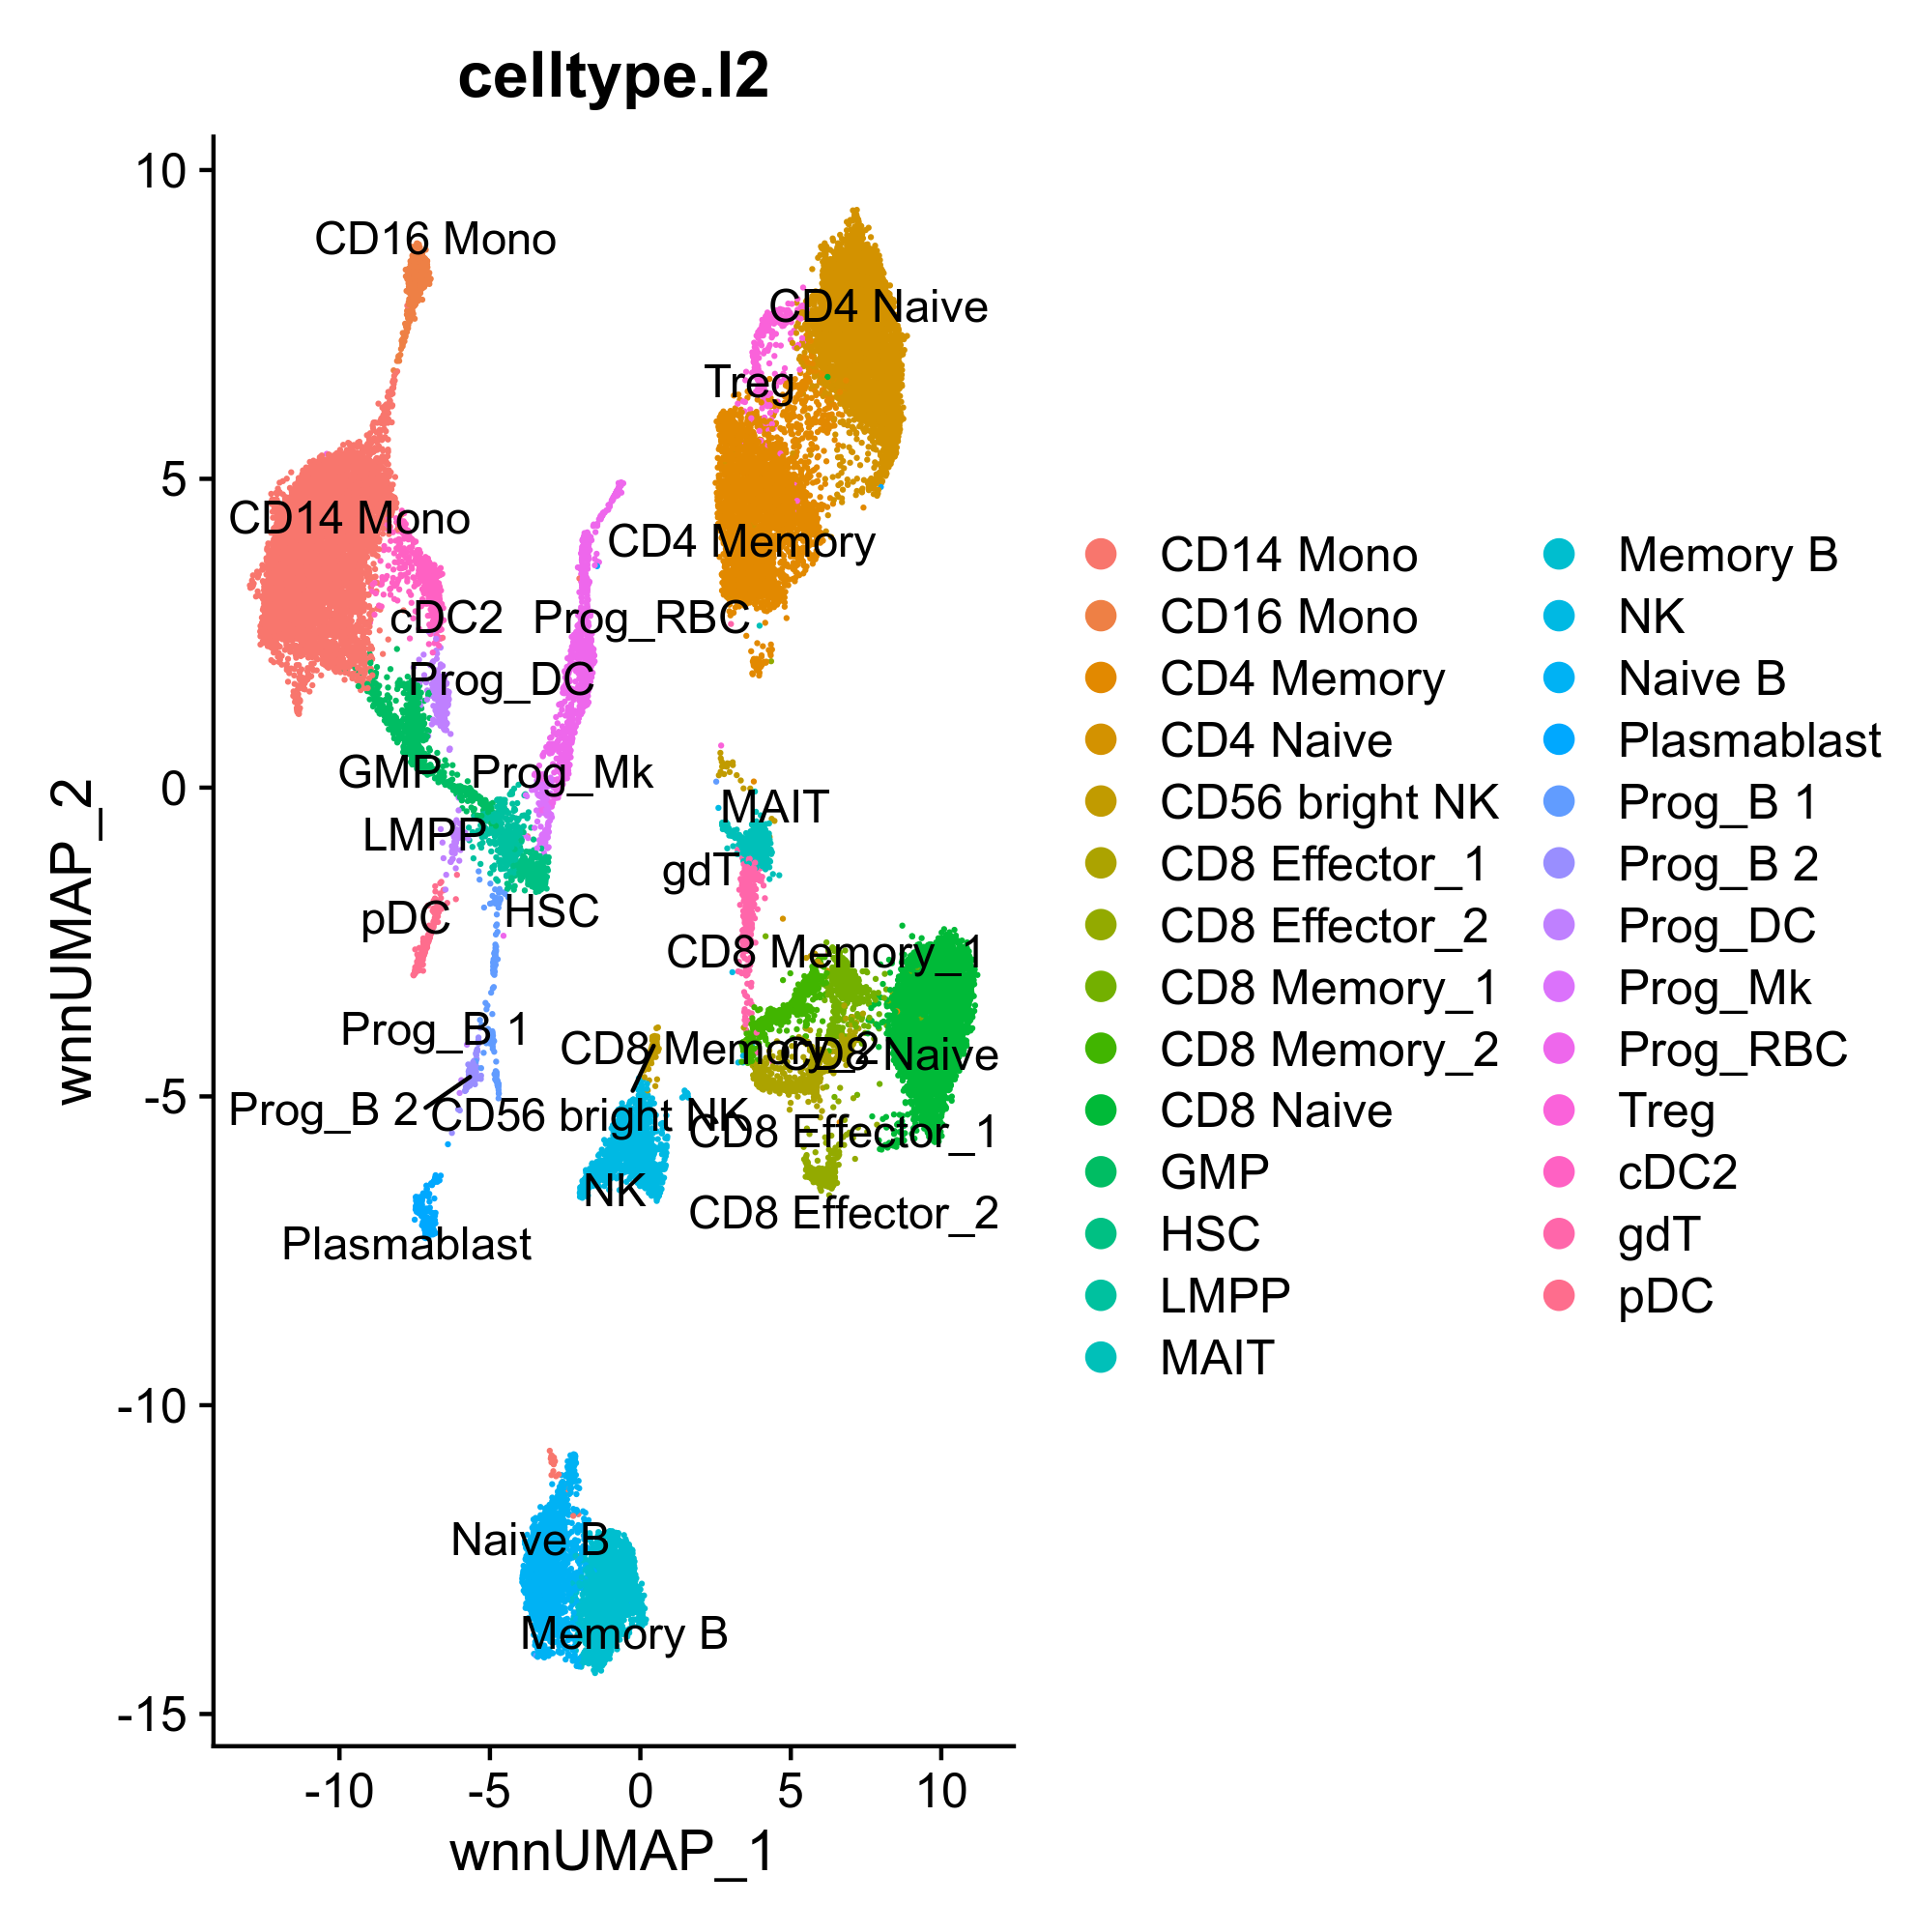 celltype.l2
10
5
0
-5
-10
-15
wnnUMAP_2
CD16 Mono
CD4 Naive
Treg
CD14 Mono
CD4 Memory
cDC2
Prog_RBC
Prog_DC
GMP
Prog_Mk
MAIT
LMPP
gdT
pDC
HSC
CD8 Memory_1
Prog_B 1
CD8 Memory_2
CD8 Naive
Prog_B 2
CD56 bright NK
CD8 Effector_1
NK
CD8 Effector_2
Plasmablast
Naive B
Memory B
-10
-5
0
5
10
wnnUMAP_1
CD14 Mono
CD16 Mono
CD4 Memory
CD4 Naive
CD56 bright NK
CD8 Effector_1
CD8 Effector_2
CD8 Memory_1
CD8 Memory_2
CD8 Naive
GMP
HSC
LMPP
MAIT
Memory B
NK
Naive B
Plasmablast
Prog_B 1
Prog_B 2
Prog_DC
Prog_Mk
Prog_RBC
Treg
cDC2
gdT
pDC